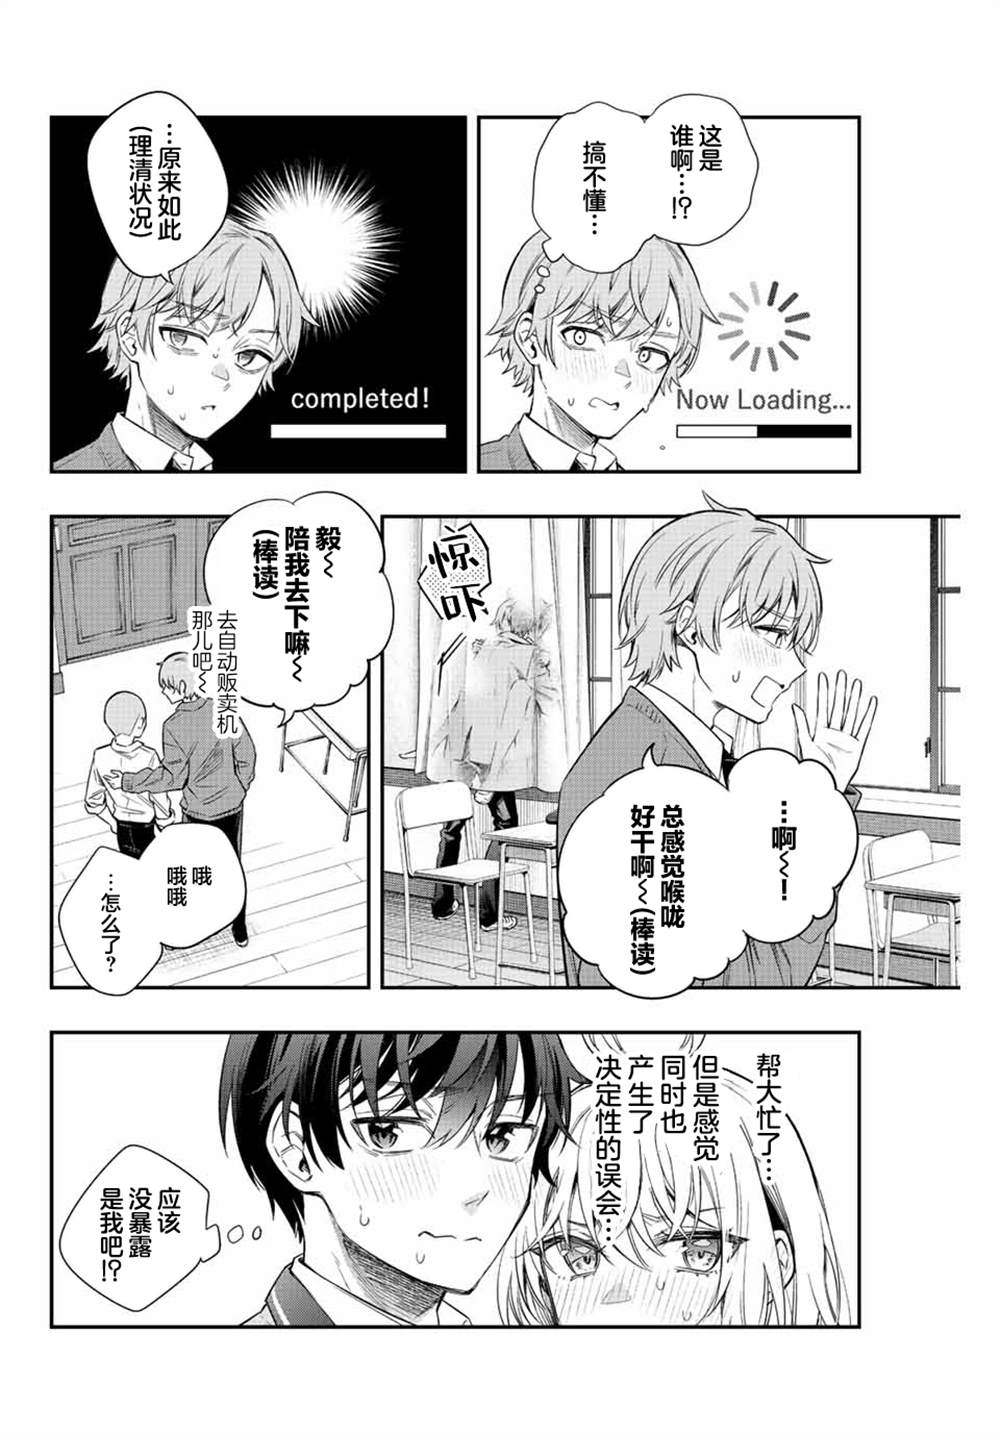 这是
谁啊…!?
搞不懂…
Now Loading...
…原来如此
(理清状况)
completed!
惊吓
…啊~!
总感觉喉咙
好干啊~(棒读)
毅~
陪我去下嘛~
(棒读)
去自动贩卖机
那儿吧~
哦
哦哦
…怎么了?
帮大忙了…
但是感觉
同时也
产生了
决定性的误会…
应该
没暴露
是我吧!?